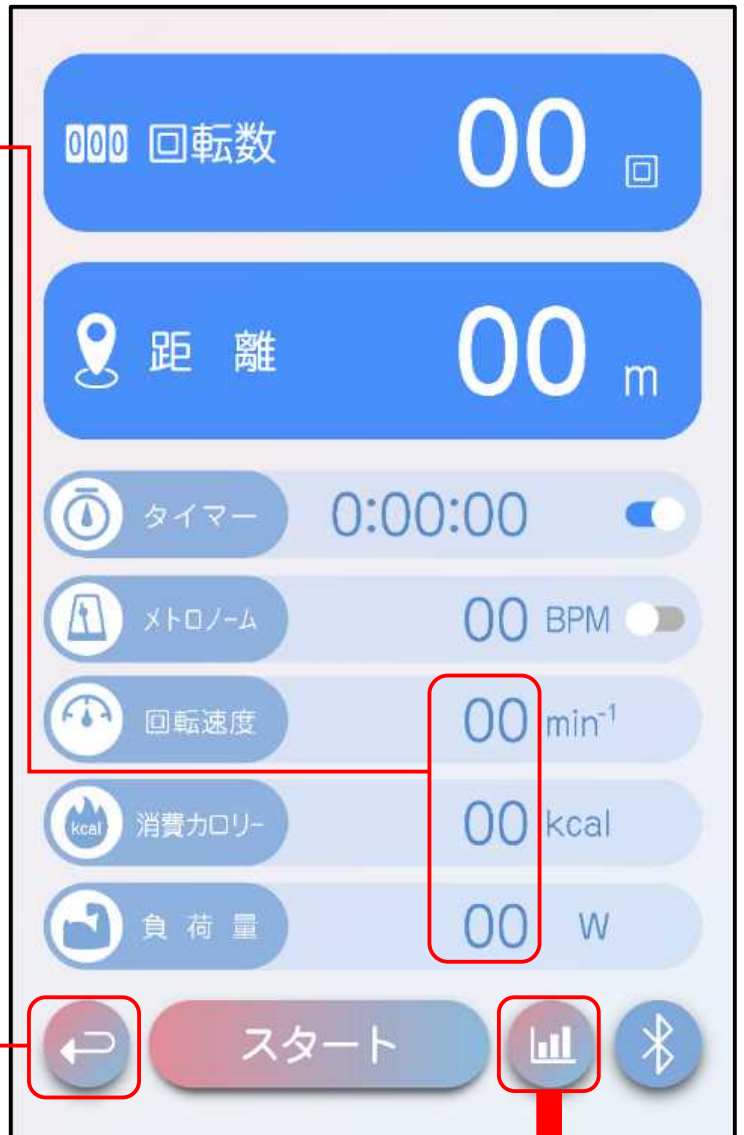 000 回転数 00 回
距 離 00 m
タイマー 0:00:00
メトロノーム 00 BPM
回転速度 00 min⁻¹
kcal 消費カロリー 00 kcal
負 荷 量 00 W
スタート